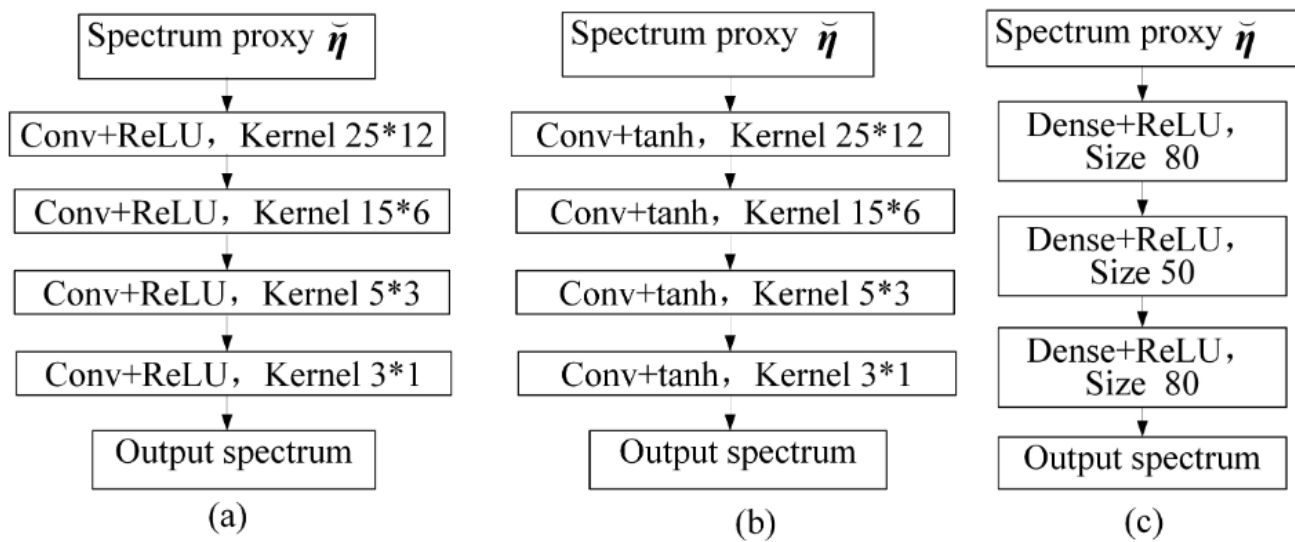 Spectrum proxy η̆
Conv+ReLU，Kernel 25*12
Conv+ReLU，Kernel 15*6
Conv+ReLU，Kernel 5*3
Conv+ReLU，Kernel 3*1
Output spectrum
(a)
Spectrum proxy η̆
Conv+tanh，Kernel 25*12
Conv+tanh，Kernel 15*6
Conv+tanh，Kernel 5*3
Conv+tanh，Kernel 3*1
Output spectrum
(b)
Spectrum proxy η̆
Dense+ReLU，
Size 80
Dense+ReLU，
Size 50
Dense+ReLU，
Size 80
Output spectrum
(c)